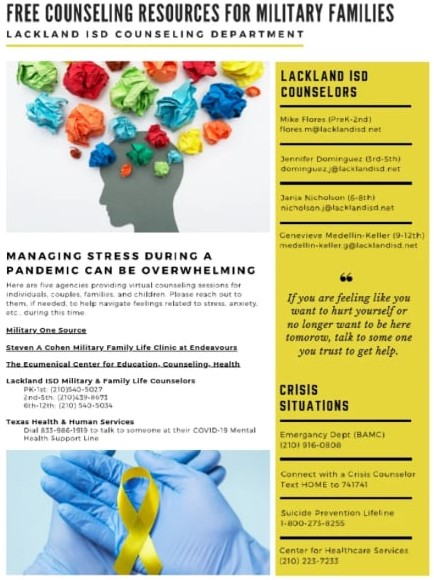 FREE COUNSELING RESOURCES FOR MILITARY FAMILIES
LACKLAND ISD COUNSELING DEPARTMENT
MANAGING STRESS DURING A
PANDEMIC CAN BE OVERWHELMING
Here are five agencies providing virtual counseling sessions for
individuals, couples, families, and children. Please reach out to
them, if needed, to help navigate feelings related to stress, anxiety,
etc., during this time.
Military One Source
Steven A Cohen Military Family Life Clinic at Endeavours
The Ecumenical Center for Education, Counseling, Health
Lackland ISD Military & Family Life Counselors
PK-1st: (210)540-5027
2nd-5th: (210)439-8973
6th-12th: (210) 540-5034
Texas Health & Human Services
Dial 833-986-1919 to talk to someone at their COVID-19 Mental
Health Support Line
LACKLAND ISD
COUNSELORS
Mike Flores (PreK-2nd)
flores.m@lacklandisd.net
Jennifer Dominguez (3rd-5th)
dominguez.j@lacklandisd.net
Janie Nicholson (6-8th)
nicholson.j@lacklandisd.net
Genevieve Medellin-Keller (9-12th)
medellin-keller.g@lacklandisd.net
“
If you are feeling like you
want to hurt yourself or
no longer want to be here
tomorow, talk to some one
you trust to get help.
CRISIS
SITUATIONS
Emergancy Dept (BAMC)
(210) 916-0808
Connect with a Crisis Counselor
Text HOME to 741741
Suicide Prevention Lifeline
1-800-273-8255
Center for Healthcare Services
(210) 223-7233